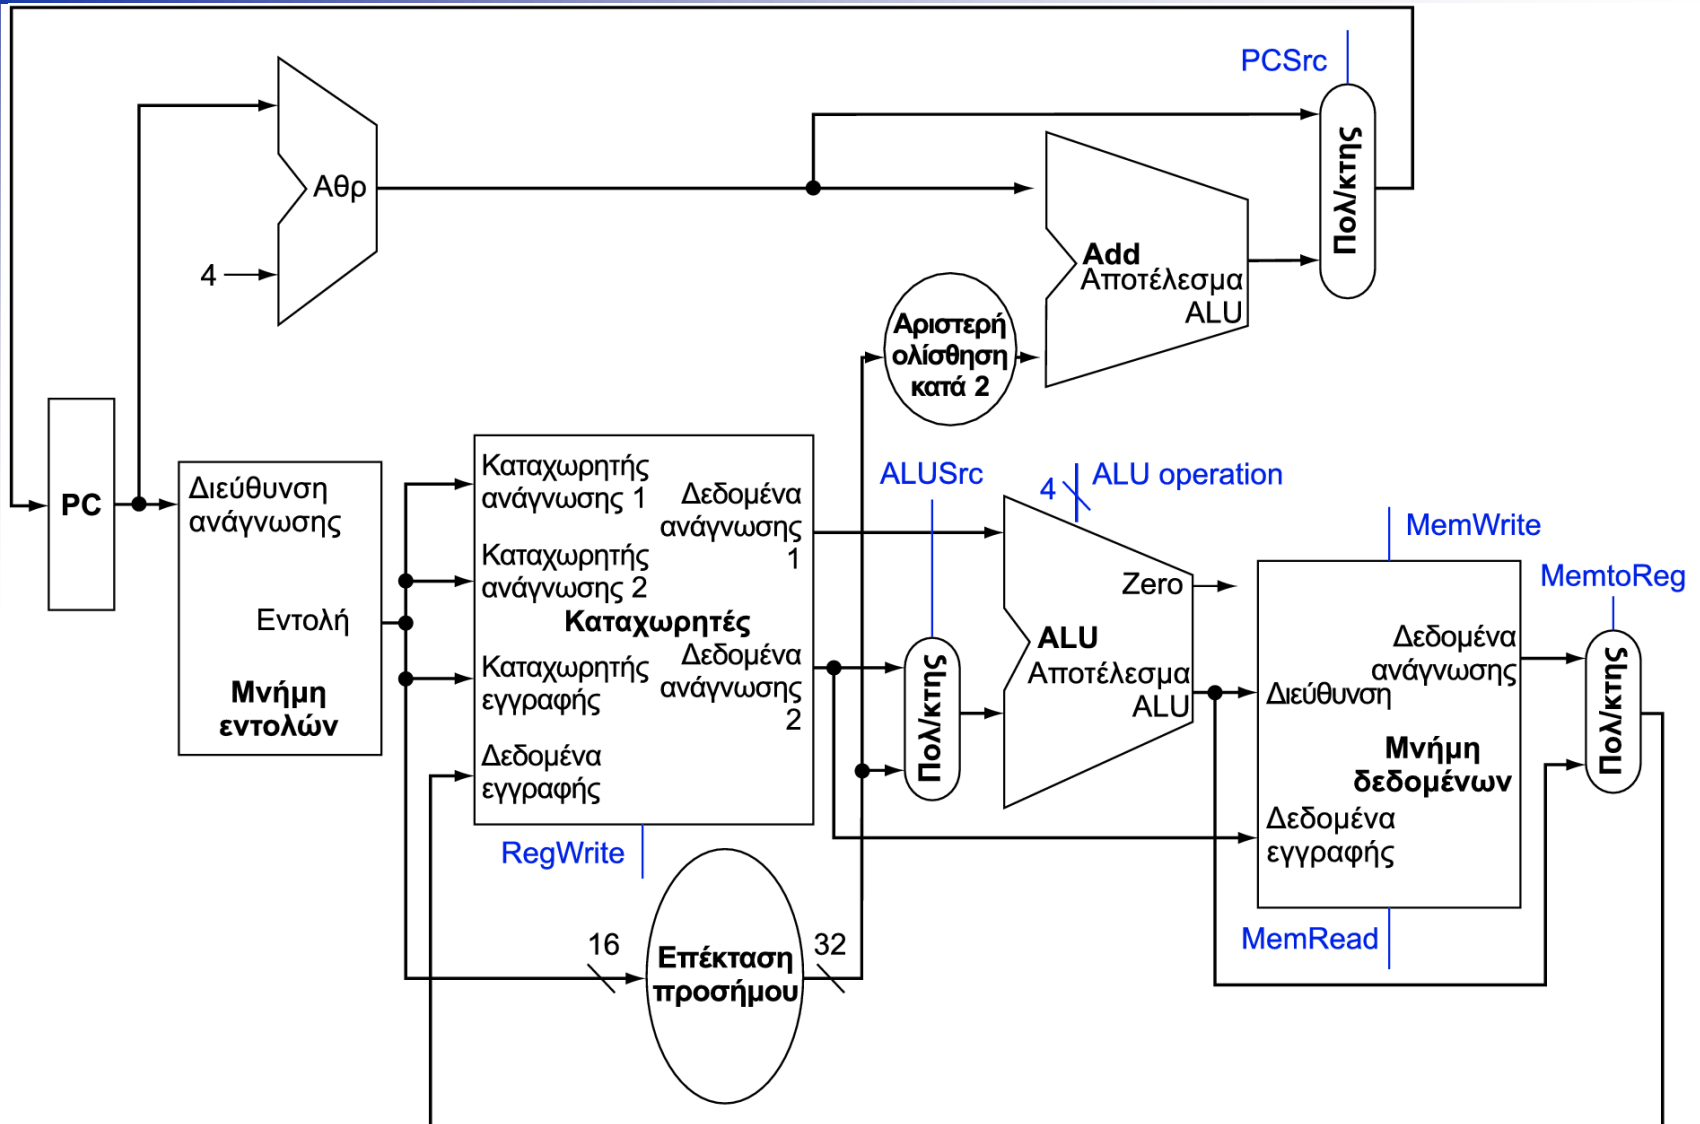 PCSrc
Πολ/κτης
Αθρ
4
Add
Αποτέλεσμα
ALU
Αριστερή
ολίσθηση
κατά 2
PC
Διεύθυνση
ανάγνωσης
Εντολή
Μνήμη
εντολών
Καταχωρητής
ανάγνωσης 1
Καταχωρητής
ανάγνωσης 2
Καταχωρητές
Καταχωρητής
εγγραφής
Δεδομένα
εγγραφής
Δεδομένα
ανάγνωσης
1
Δεδομένα
ανάγνωσης
2
RegWrite
16
Επέκταση
προσήμου
32
ALUSrc
Πολ/κτης
4
ALU operation
Zero
ALU
Αποτέλεσμα
ALU
MemWrite
Διεύθυνση
Δεδομένα
ανάγνωσης
Μνήμη
δεδομένων
Δεδομένα
εγγραφής
MemRead
MemtoReg
Πολ/κτης